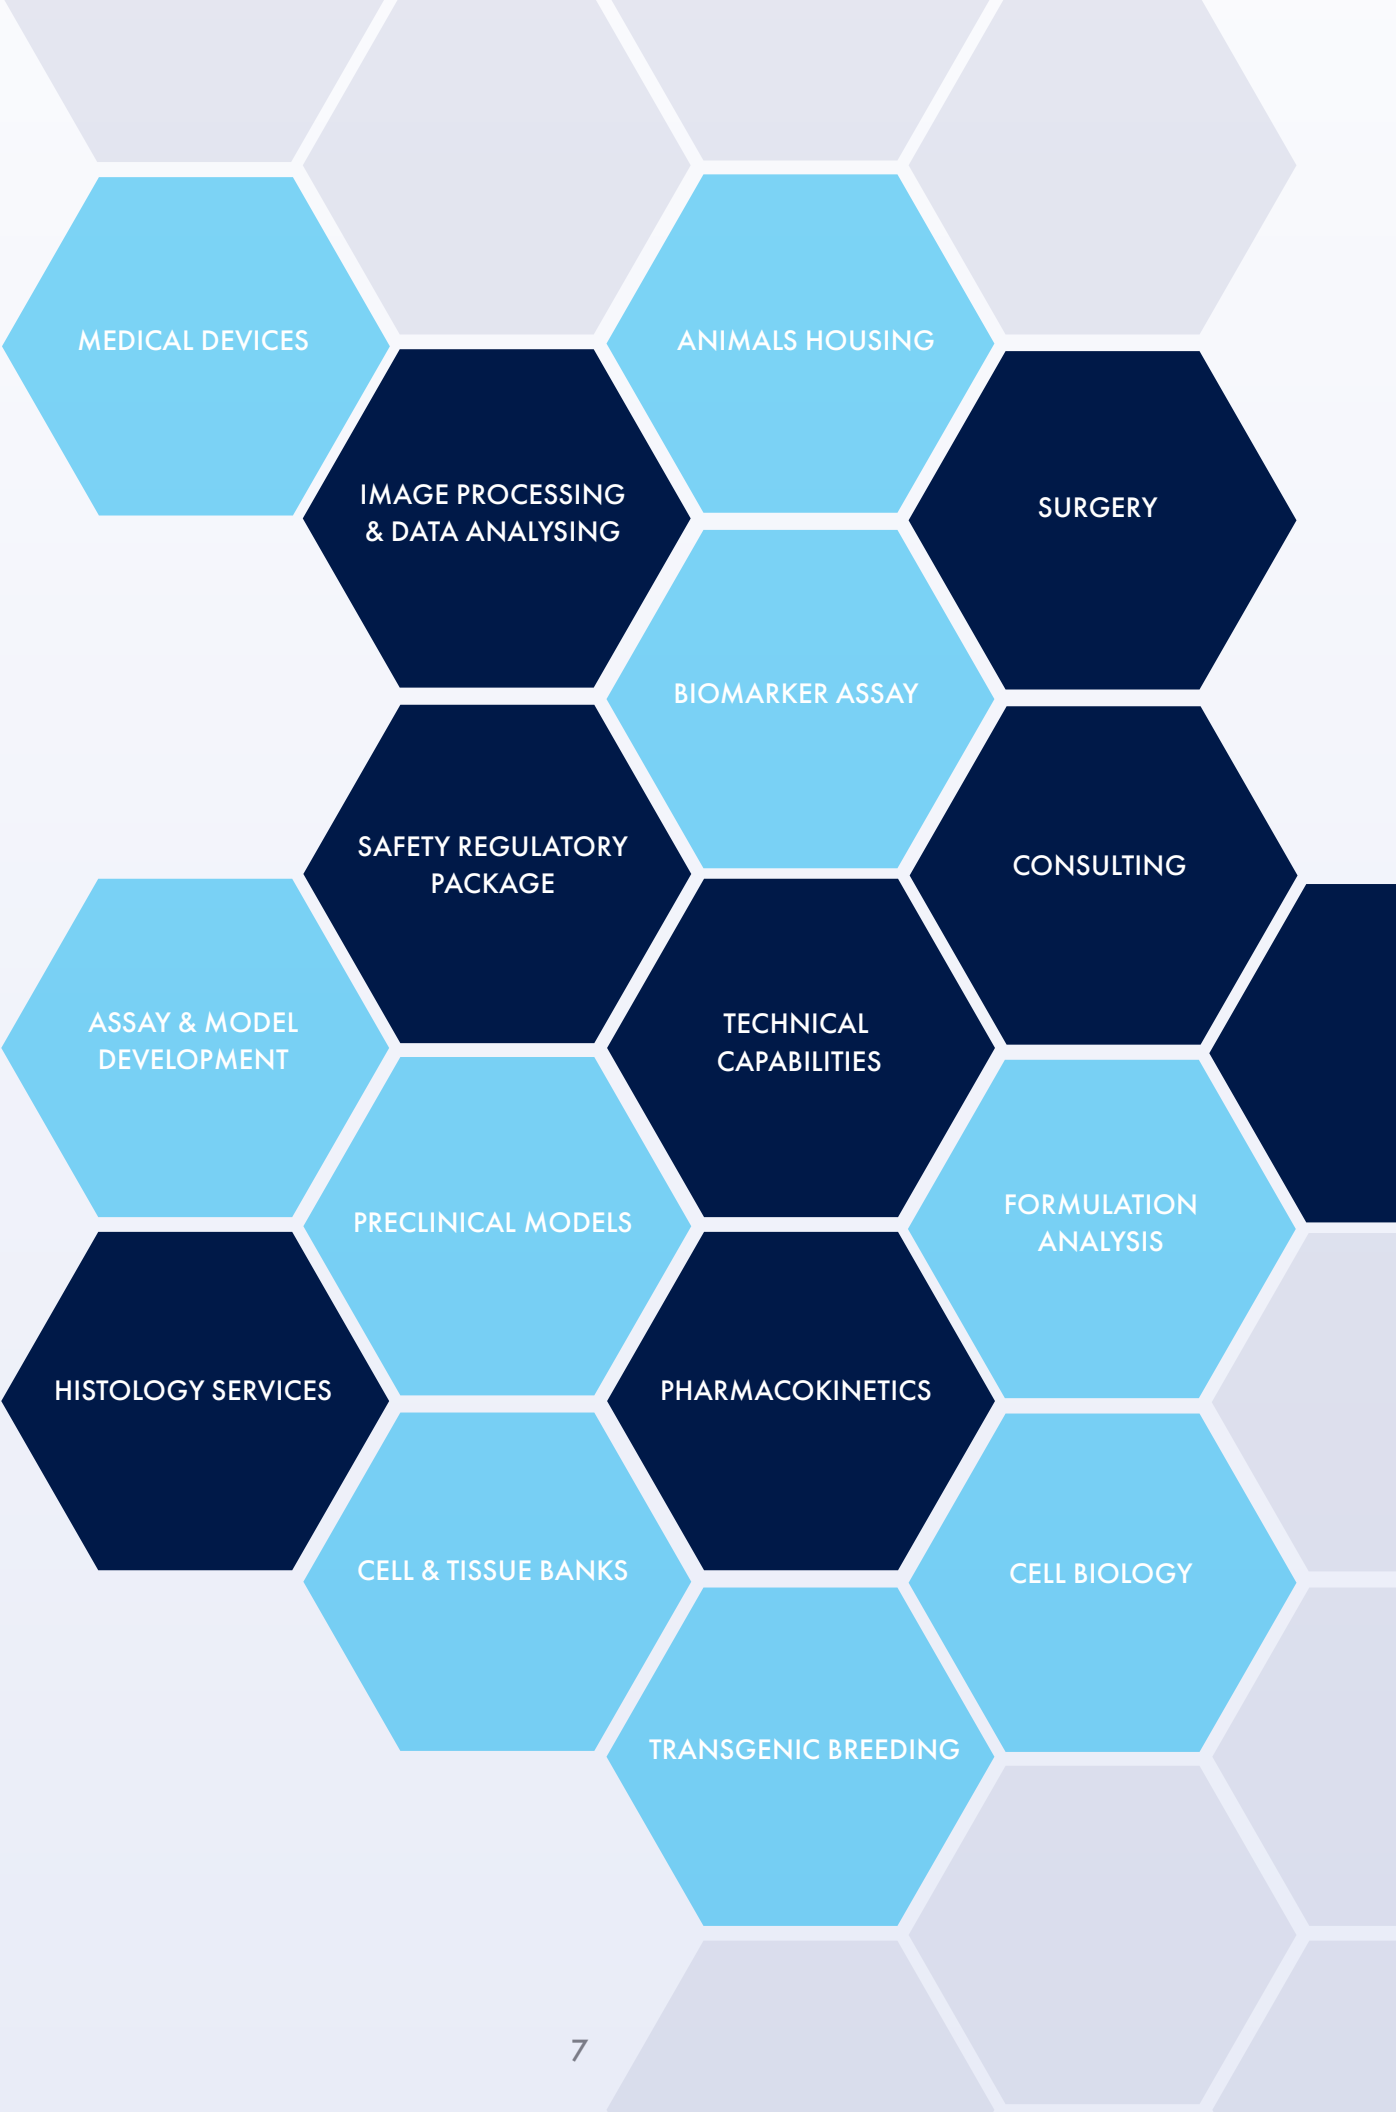 MEDICAL DEVICES
ANIMALS HOUSING
IMAGE PROCESSING
& DATA ANALYSING
SURGERY
BIOMARKER ASSAY
SAFETY REGULATORY
PACKAGE
CONSULTING
ASSAY & MODEL
DEVELOPMENT
TECHNICAL
CAPABILITIES
PRECLINICAL MODELS
FORMULATION
ANALYSIS
HISTOLOGY SERVICES
PHARMACOKINETICS
CELL & TISSUE BANKS
CELL BIOLOGY
TRANSGENIC BREEDING
7